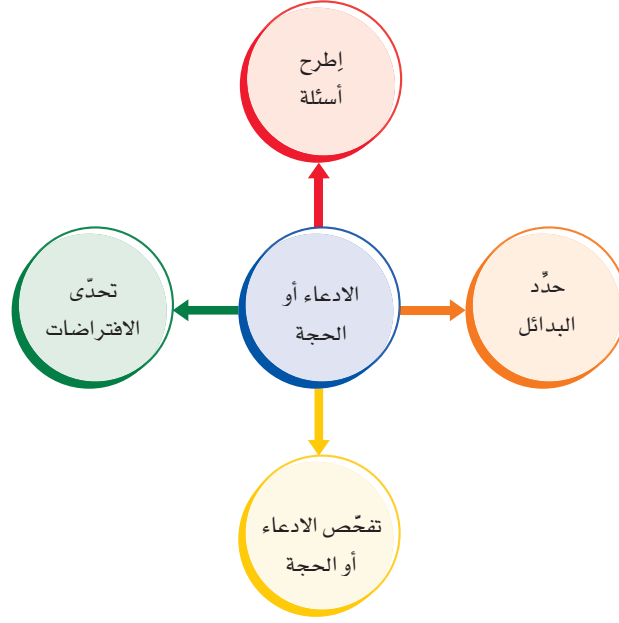 اِطرح
أسئلة
حدِّد
البدائل
الادعاء أو
الحجة
تحدّى
الافتراضات
تفحّص الادعاء
أو الحجة